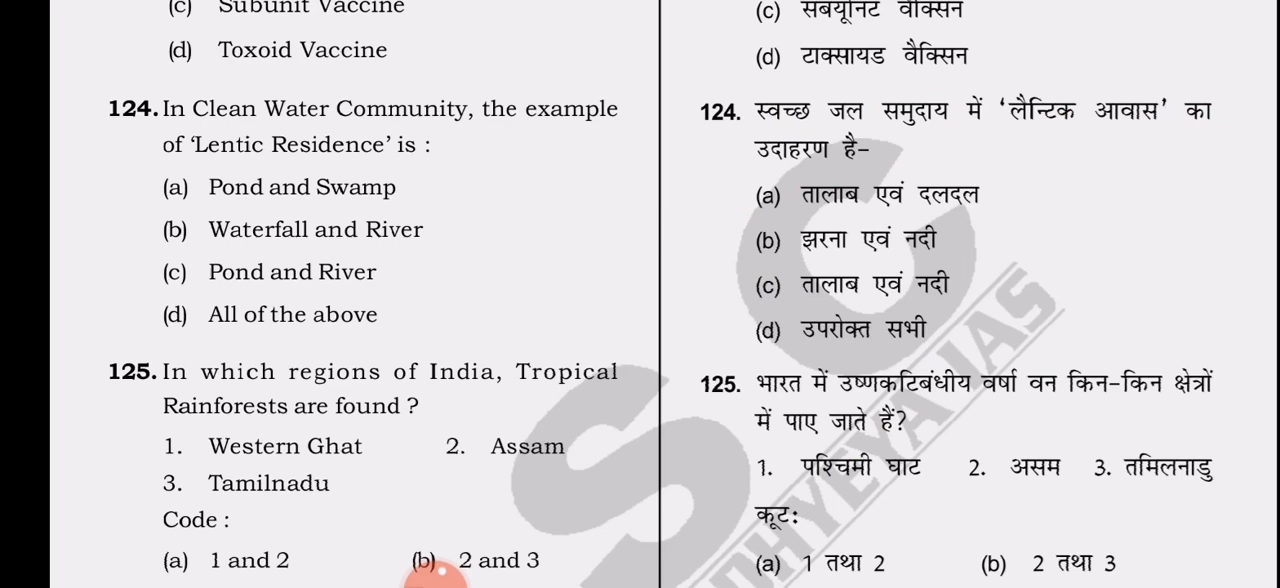 (c) Subunit Vaccine
(d) Toxoid Vaccine
124. In Clean Water Community, the example
of ‘Lentic Residence’ is :
(a) Pond and Swamp
(b) Waterfall and River
(c) Pond and River
(d) All of the above
125. In which regions of India, Tropical
Rainforests are found ?
1. Western Ghat 2. Assam
3. Tamilnadu
Code :
(a) 1 and 2 (b) 2 and 3
(c) सबयूनिट वैक्सिन
(d) टाक्सायड वैक्सिन
124. स्वच्छ जल समुदाय में ‘लैन्टिक आवास’ का
उदाहरण है–
(a) तालाब एवं दलदल
(b) झरना एवं नदी
(c) तालाब एवं नदी
(d) उपरोक्त सभी
125. भारत में उष्णकटिबंधीय वर्षा वन किन-किन क्षेत्रों
में पाए जाते हैं?
1. पश्चिमी घाट 2. असम 3. तमिलनाडु
कूट:
(a) 1 तथा 2 (b) 2 तथा 3